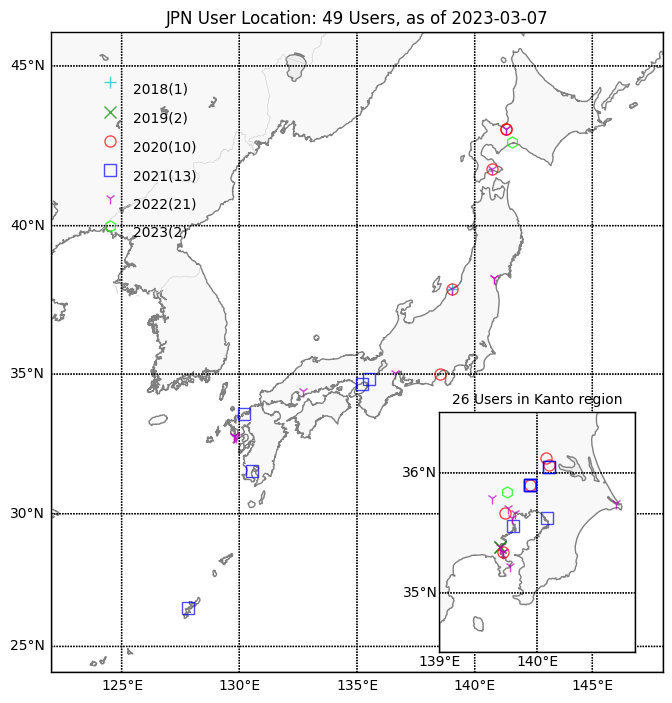 JPN User Location: 49 Users, as of 2023-03-07
45°N
2018(1)
2019(2)
2020(10)
2021(13)
2022(21)
40°N
2023(2)
35°N
26 Users in Kanto region
36°N
30°N
35°N
25°N
139°E 140°E
125°E 130°E 135°E 140°E 145°E